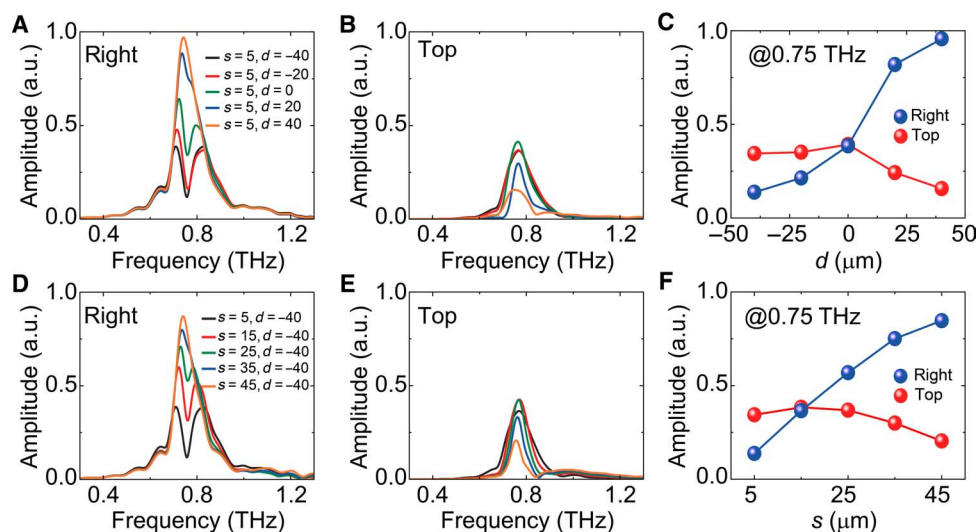 A
Right
Amplitude (a.u.)
1.0
0.5
0.0
0.4
0.8
1.2
Frequency (THz)
s = 5, d = −40
s = 5, d = −20
s = 5, d = 0
s = 5, d = 20
s = 5, d = 40
B
Top
Amplitude (a.u.)
1.0
0.5
0.0
0.4
0.8
1.2
Frequency (THz)
C
@0.75 THz
Amplitude (a.u.)
1.0
0.5
0.0
Right
Top
−50
−25
0
25
50
d (μm)
D
Right
Amplitude (a.u.)
1.0
0.5
0.0
0.4
0.8
1.2
Frequency (THz)
s = 5, d = −40
s = 15, d = −40
s = 25, d = −40
s = 35, d = −40
s = 45, d = −40
E
Top
Amplitude (a.u.)
1.0
0.5
0.0
0.4
0.8
1.2
Frequency (THz)
F
@0.75 THz
Amplitude (a.u.)
1.0
0.5
0.0
Right
Top
5
25
45
s (μm)